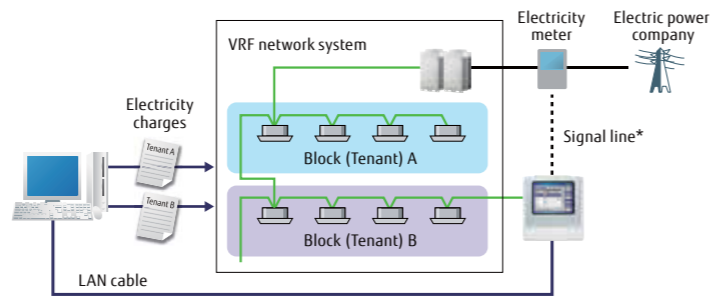 Electricity
meter
Electric power
company
VRF network system
Electricity
charges
Tenant A
Block (Tenant) A
Signal line*
Tenant B
Block (Tenant) B
LAN cable